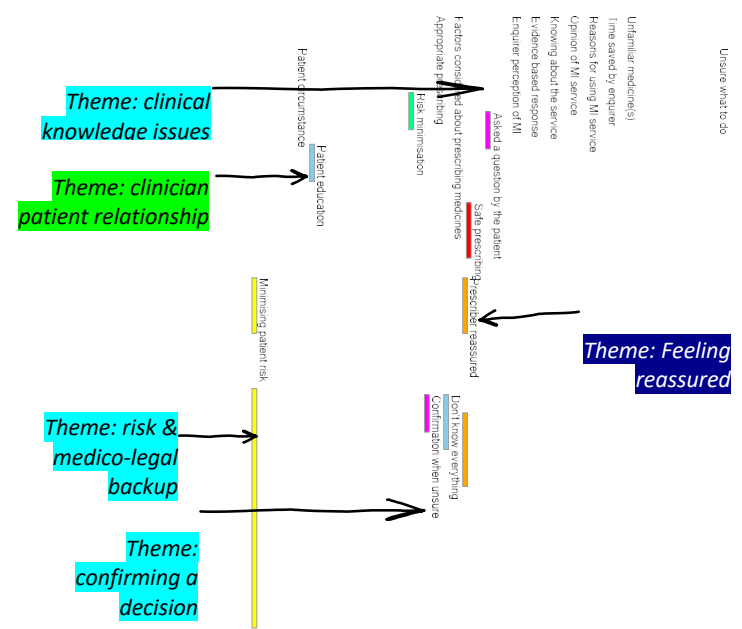 Unsure what to do
Unfamiliar medicine(s)
Time saved by enquirer
Reasons for using MI service
Opinion of MI service
Knowing about the service
Evidence based response
Enquirer perception of MI
Asked a question by the patient
Safe prescribing
Prescriber reassured
Factors considered about prescribing medicines
Appropriate prescribing
Don't know everything
Confirmation when unsure
Risk minimisation
Patient education
Patient circumstance
Minimising patient risk
Theme: clinical
knowledge issues
Theme: clinician
patient relationship
Theme: Feeling
reassured
Theme: risk &
medico-legal
backup
Theme:
confirming a
decision